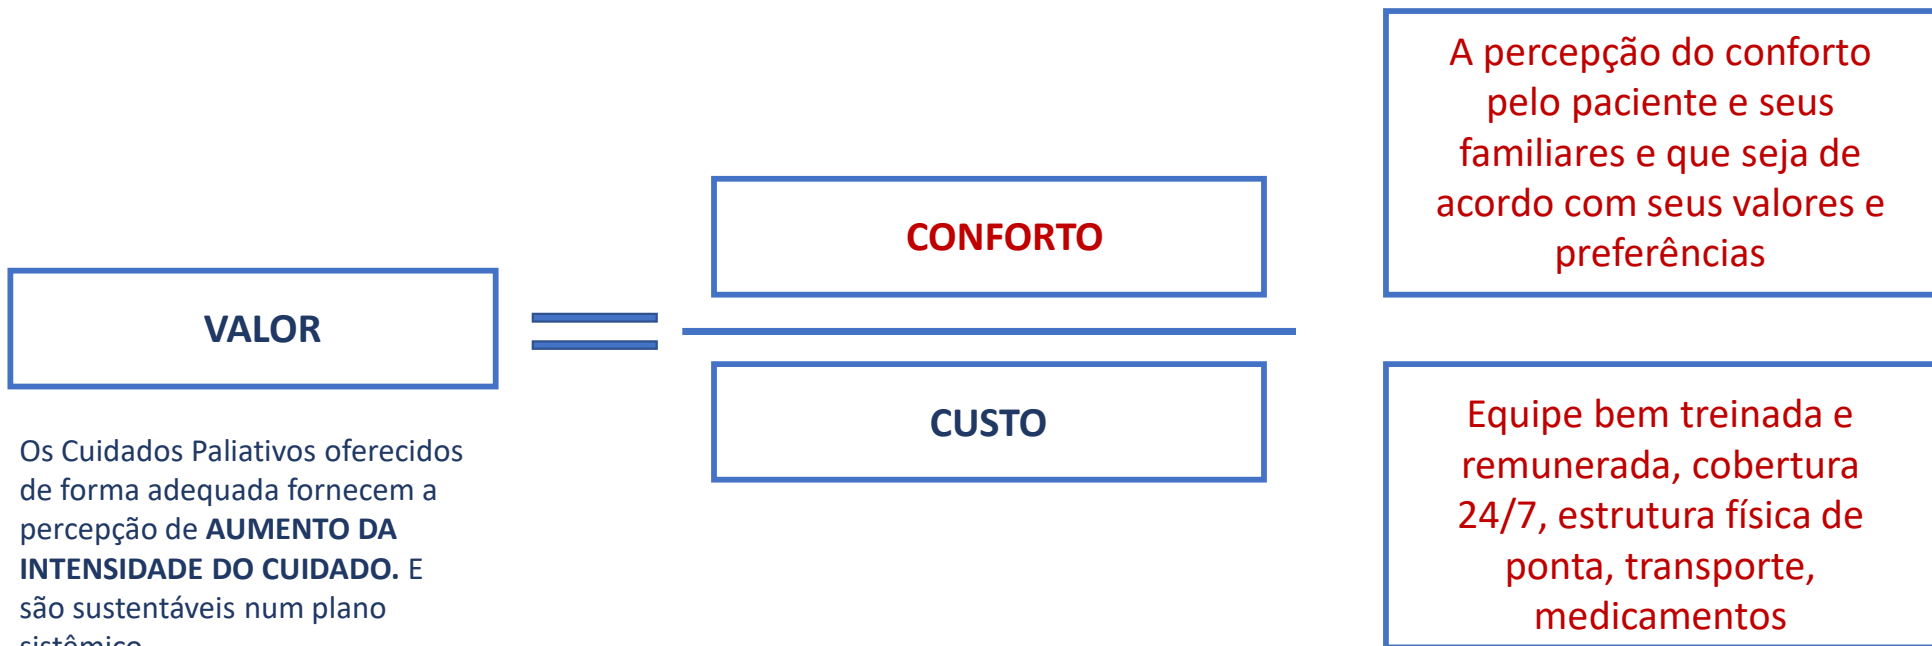 VALOR
Os Cuidados Paliativos oferecidos
de forma adequada fornecem a
percepção de AUMENTO DA
INTENSIDADE DO CUIDADO. E
são sustentáveis num plano
sistêmico
CONFORTO
CUSTO
A percepção do conforto
pelo paciente e seus
familiares e que seja de
acordo com seus valores e
preferências
Equipe bem treinada e
remunerada, cobertura
24/7, estrutura física de
ponta, transporte,
medicamentos